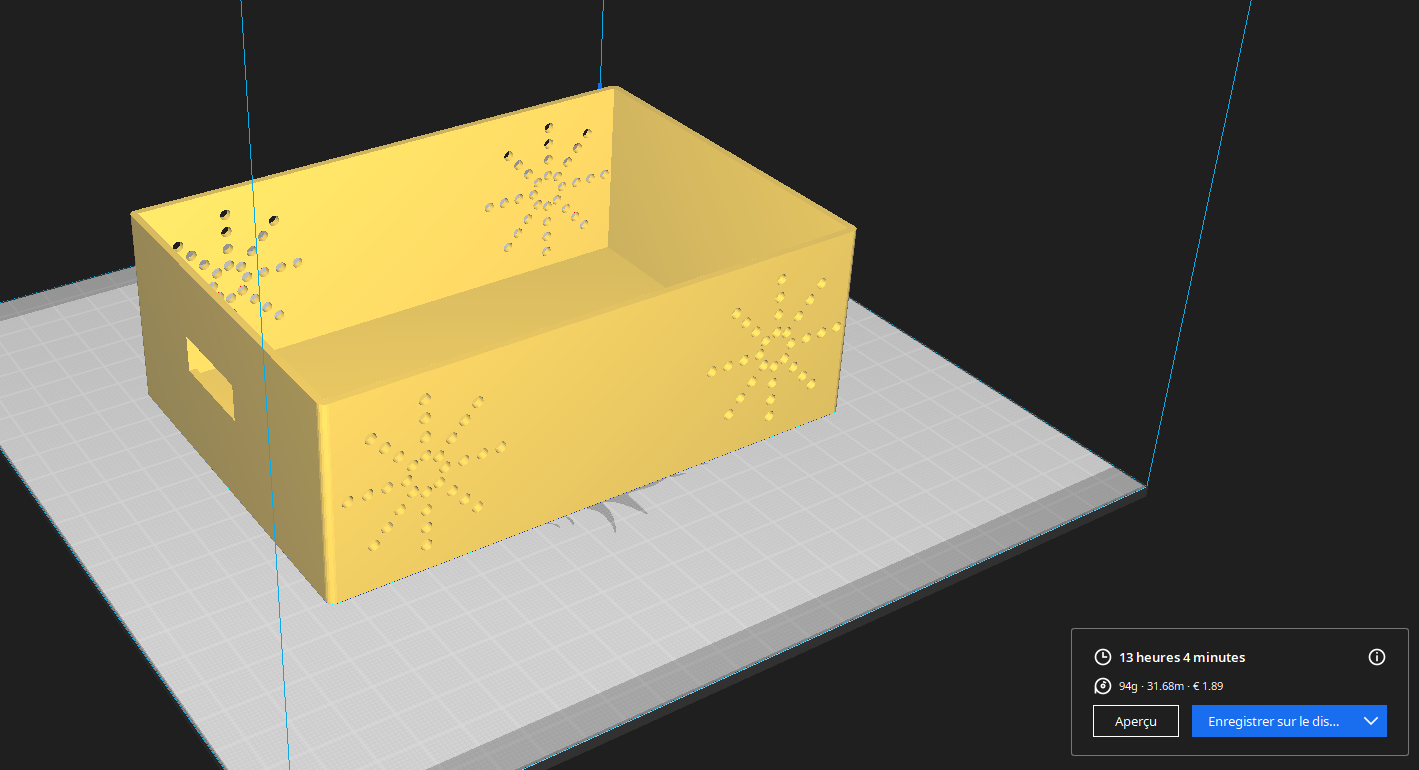 13 heures 4 minutes
94g · 31.68m · € 1.89
Aperçu
Enregistrer sur le dis...